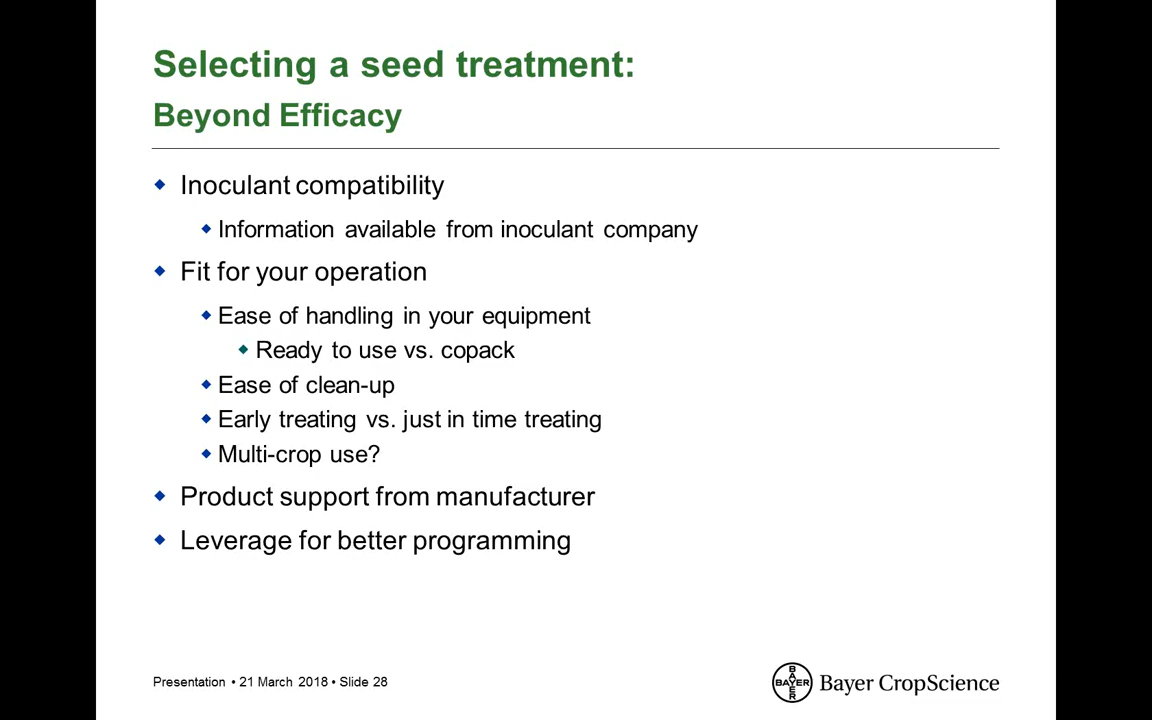 Selecting a seed treatment:
Beyond Efficacy
Inoculant compatibility
Information available from inoculant company
Fit for your operation
Ease of handling in your equipment
Ready to use vs. copack
Ease of clean-up
Early treating vs. just in time treating
Multi-crop use?
Product support from manufacturer
Leverage for better programming
Presentation • 21 March 2018 • Slide 28
BAYER
BAYER
Bayer CropScience